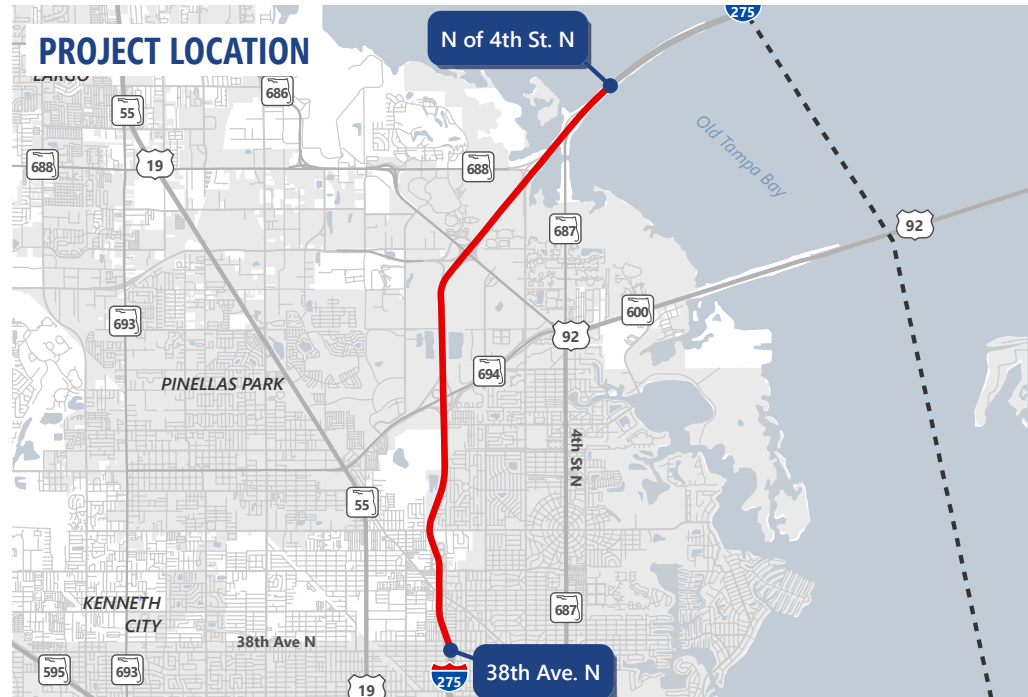 275
N of 4th St. N
PROJECT LOCATION
LARGO
686
55
19
688
688
Old Tampa Bay
687
92
693
600
92
694
PINELLAS PARK
4th St N
55
KENNETH
CITY
687
38th Ave N
595
693
19
275
38th Ave. N